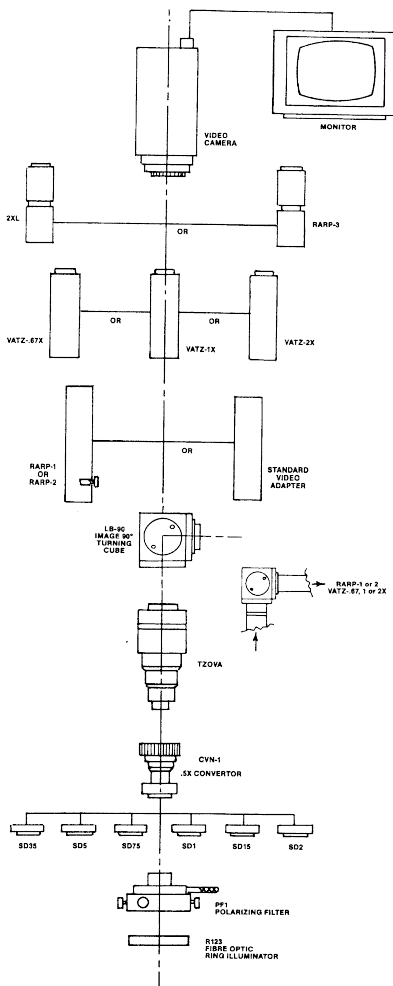 VIDEO
CAMERA
MONITOR
2XL
OR
RARP-3
VATZ-.67X
OR
VATZ-1X
OR
VATZ-2X
RARP-1
OR
RARP-2
OR
STANDARD
VIDEO
ADAPTER
LB-90
IMAGE 90°
TURNING
CUBE
RARP-1 or 2
VATZ-.67, 1 or 2X
TZOVA
CVN-1
.5X CONVERTOR
SD35
SD5
SD75
SD1
SD15
SD2
PF1
POLARIZING FILTER
R123
FIBRE OPTIC
RING ILLUMINATOR